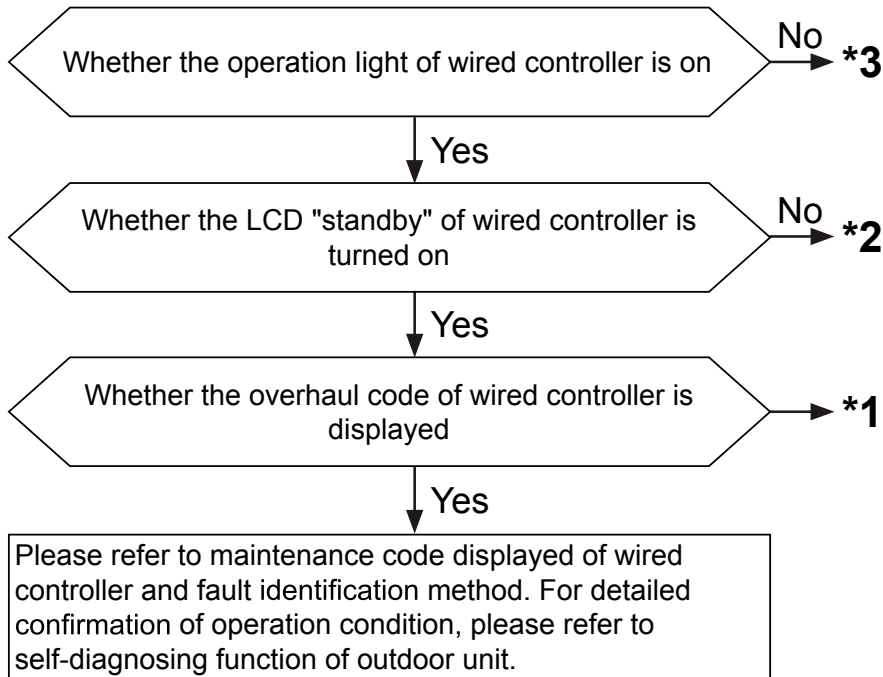 Whether the operation light of wired controller is on
No
*3
Yes
Whether the LCD "standby" of wired controller is
turned on
No
*2
Yes
Whether the overhaul code of wired controller is
displayed
*1
Yes
Please refer to maintenance code displayed of wired
controller and fault identification method. For detailed
confirmation of operation condition, please refer to
self-diagnosing function of outdoor unit.